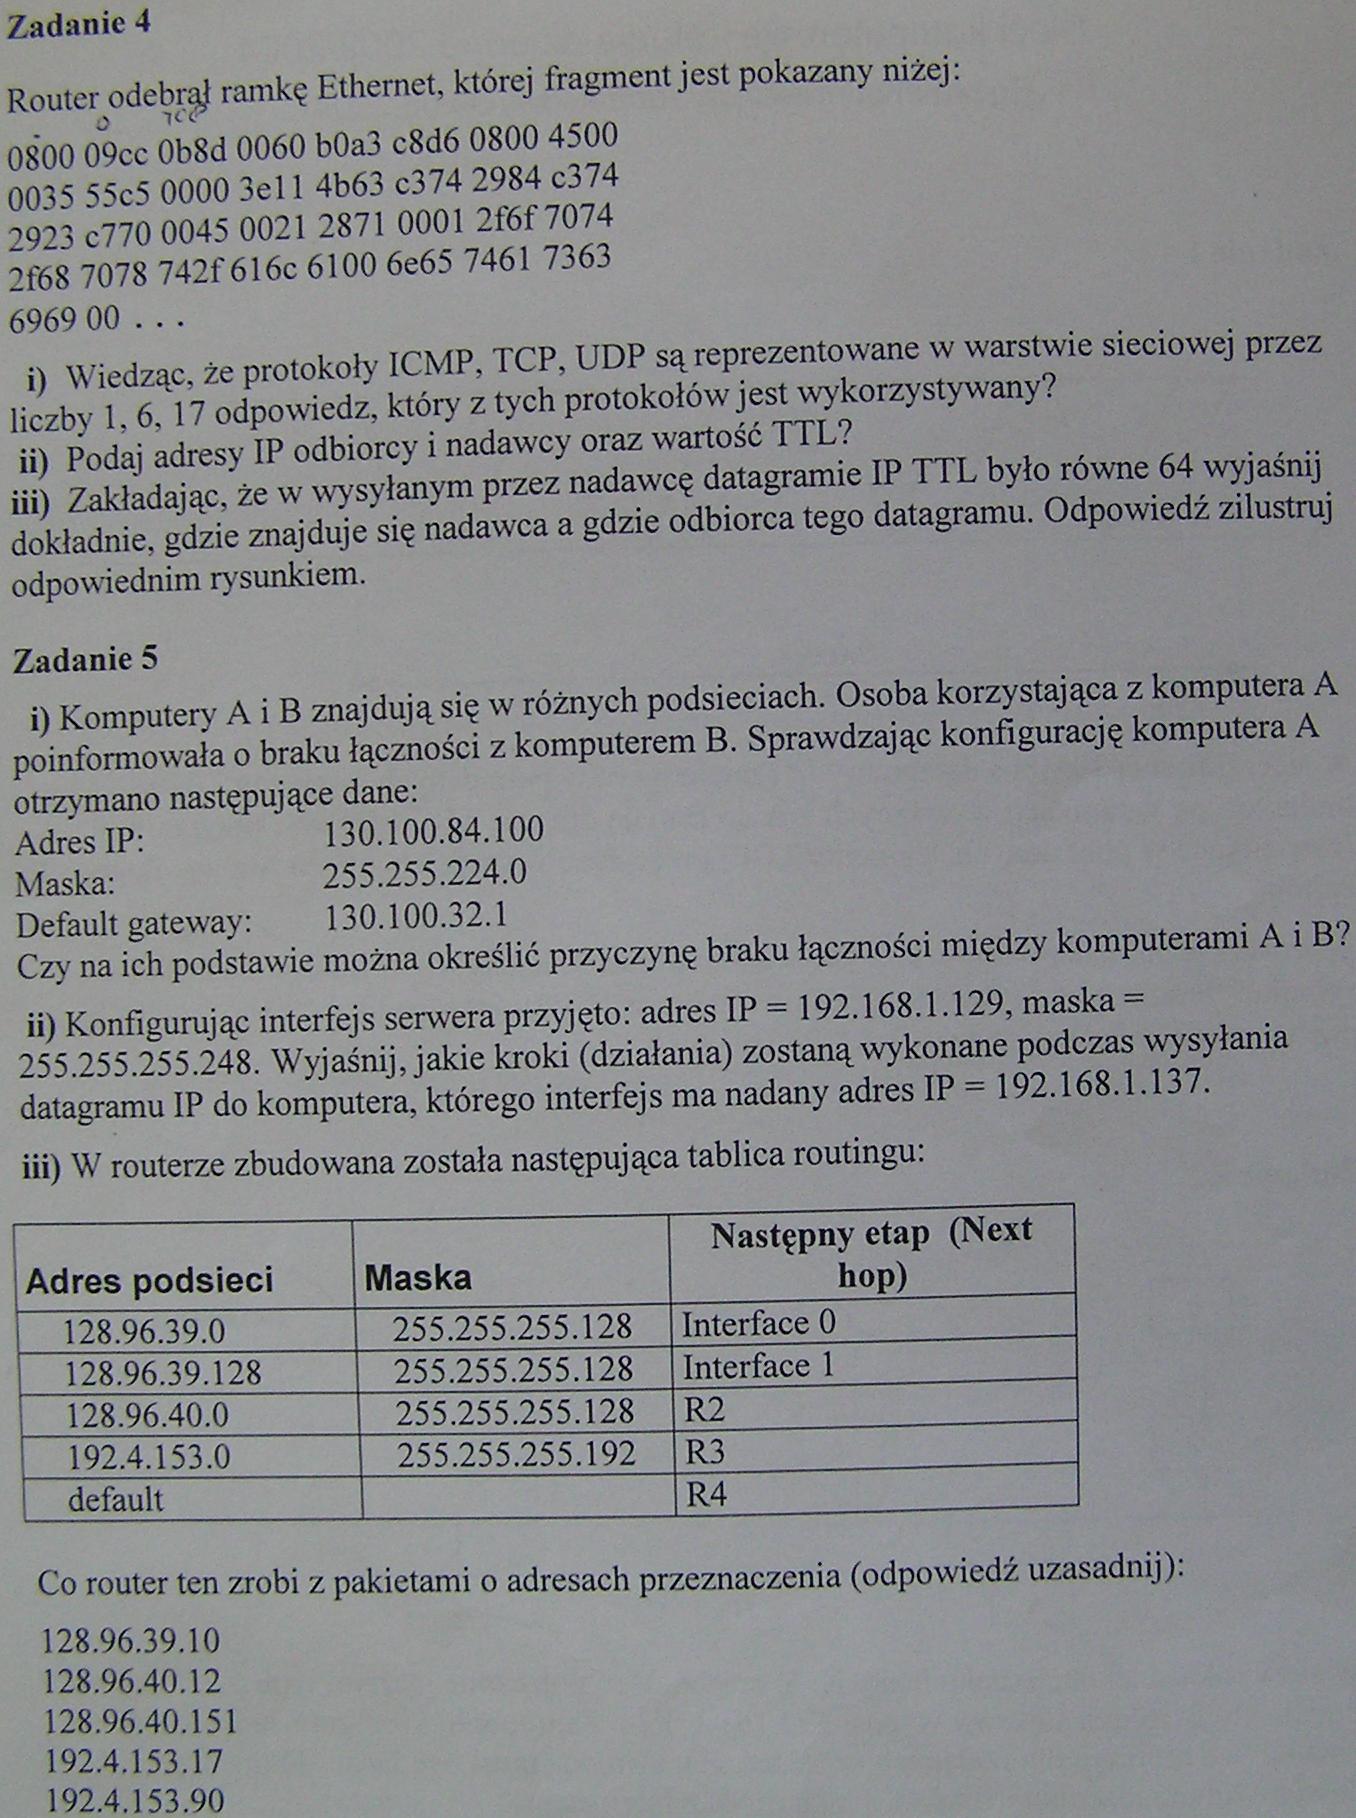 Zadanie 4
Router odebrął ramkę Ethernet, której fragment jest pokazany niżej:
0800 09cc 0b8d 0060 b0a3 c8d6 0800 4500
0035 55c5 0000 3e11 4b63 c374 2984 c374
2923 c770 0045 0021 2871 0001 2f6f 7074
2f68 7078 742f 616c 6100 6e65 7461 7363
6969 00 . . .
i) Wiedząc, że protokoły ICMP, TCP, UDP są reprezentowane w warstwie sieciowej przez
liczby 1, 6, 17 odpowiedz, który z tych protokołów jest wykorzystywany?
ii) Podaj adresy IP odbiorcy i nadawcy oraz wartość TTL?
iii) Zakładając, że w wysyłanym przez nadawcę datagramie IP TTL było równe 64 wyjaśnij
dokładnie, gdzie znajduje się nadawca a gdzie odbiorca tego datagramu. Odpowiedź zilustruj
odpowiednim rysunkiem.
Zadanie 5
i) Komputery A i B znajdują się w różnych podsieciach. Osoba korzystająca z komputera A
poinformowała o braku łączności z komputerem B. Sprawdzając konfigurację komputera A
otrzymano następujące dane:
Adres IP: 130.100.84.100
Maska: 255.255.224.0
Default gateway: 130.100.32.1
Czy na ich podstawie można określić przyczynę braku łączności między komputerami A i B?
ii) Konfigurując interfejs serwera przyjęto: adres IP = 192.168.1.129, maska =
255.255.255.248. Wyjaśnij, jakie kroki (działania) zostaną wykonane podczas wysyłania
datagramu IP do komputera, którego interfejs ma nadany adres IP = 192.168.1.137.
iii) W routerze zbudowana została następująca tablica routingu:
Adres podsieci Maska Następny etap (Next
hop)
128.96.39.0 255.255.255.128 Interface 0
128.96.39.128 255.255.255.128 Interface 1
128.96.40.0 255.255.255.128 R2
192.4.153.0 255.255.255.192 R3
default R4
Co router ten zrobi z pakietami o adresach przeznaczenia (odpowiedź uzasadnij):
128.96.39.10
128.96.40.12
128.96.40.151
192.4.153.17
192.4.153.90